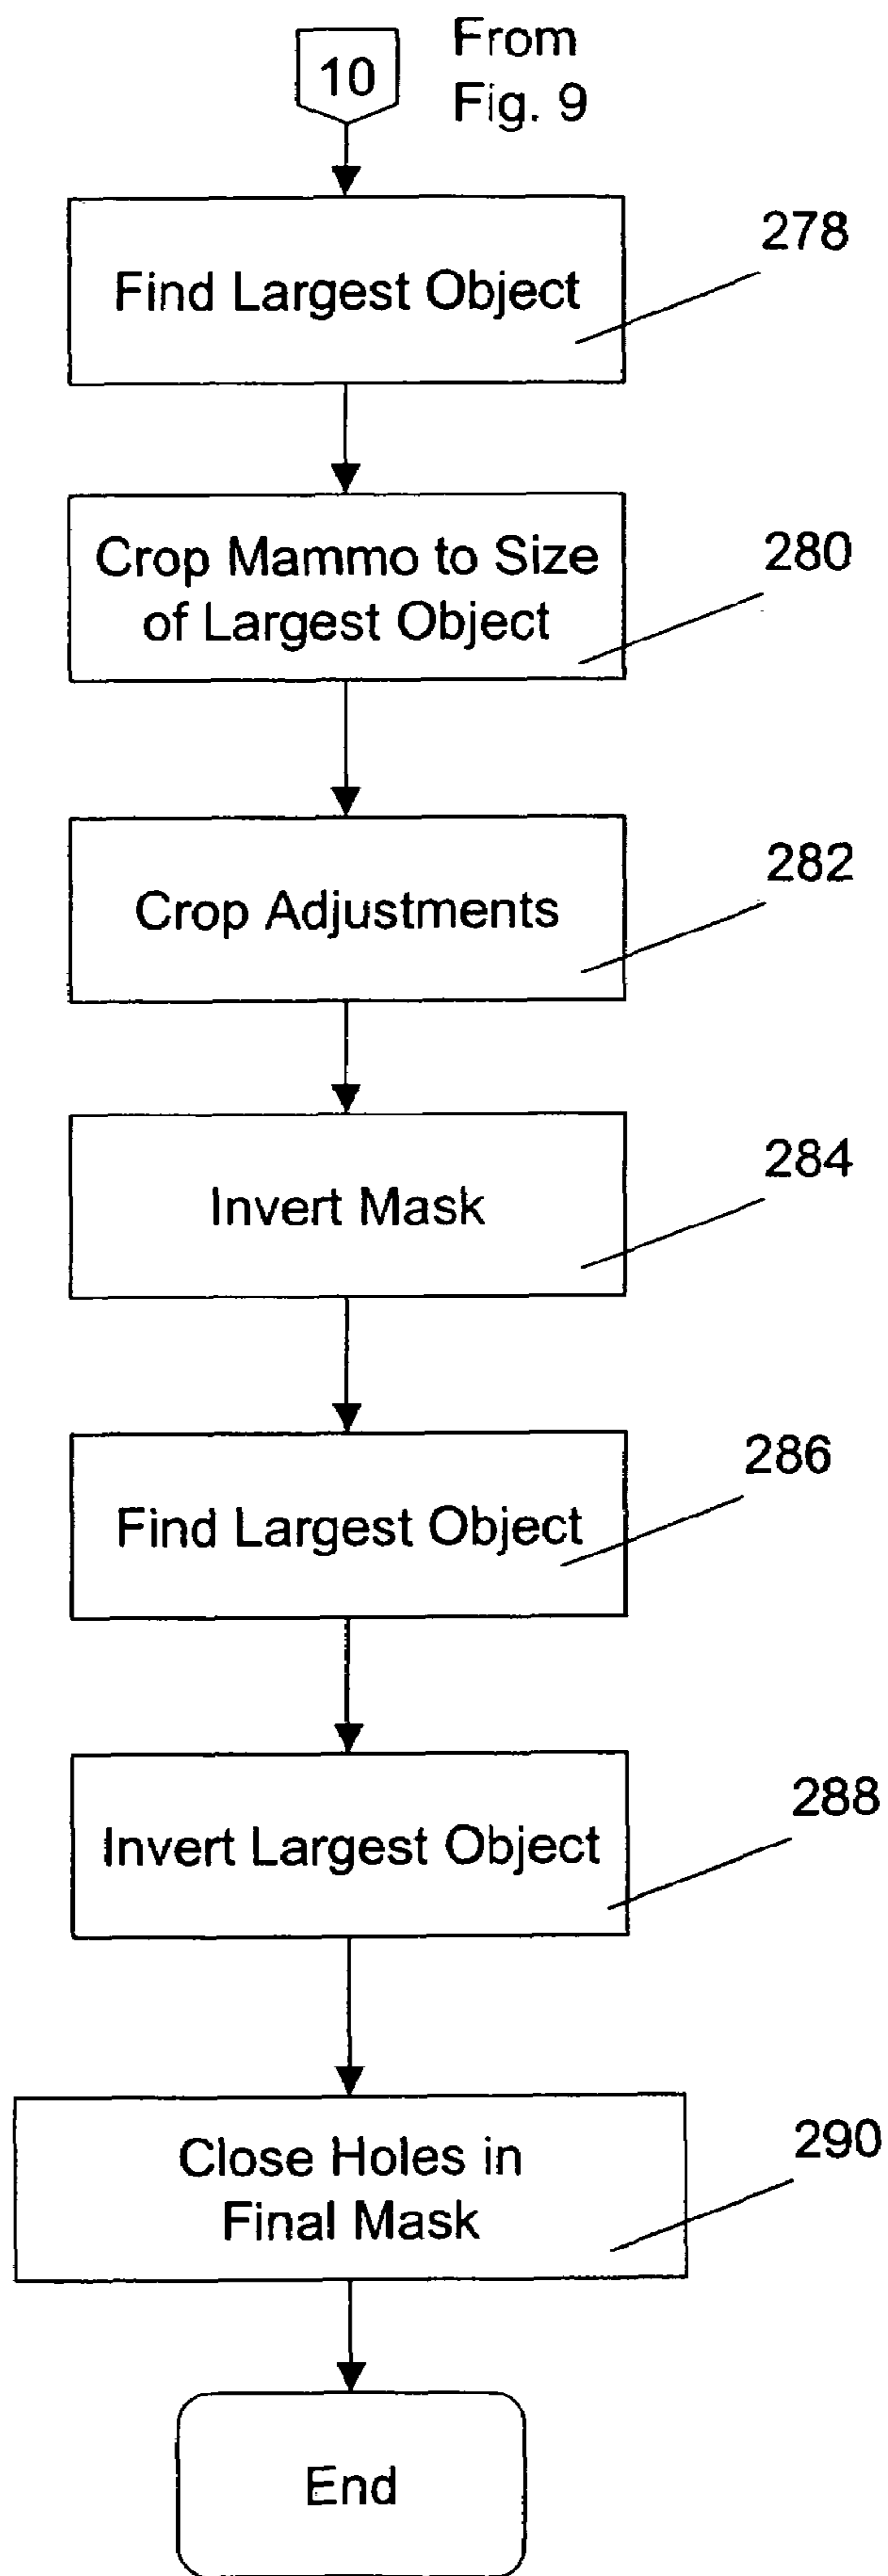 10
From
Fig. 9
Find Largest Object
278
Crop Mammo to Size
of Largest Object
280
Crop Adjustments
282
Invert Mask
284
Find Largest Object
286
Invert Largest Object
288
Close Holes in
Final Mask
290
End